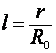 l = r / R₀